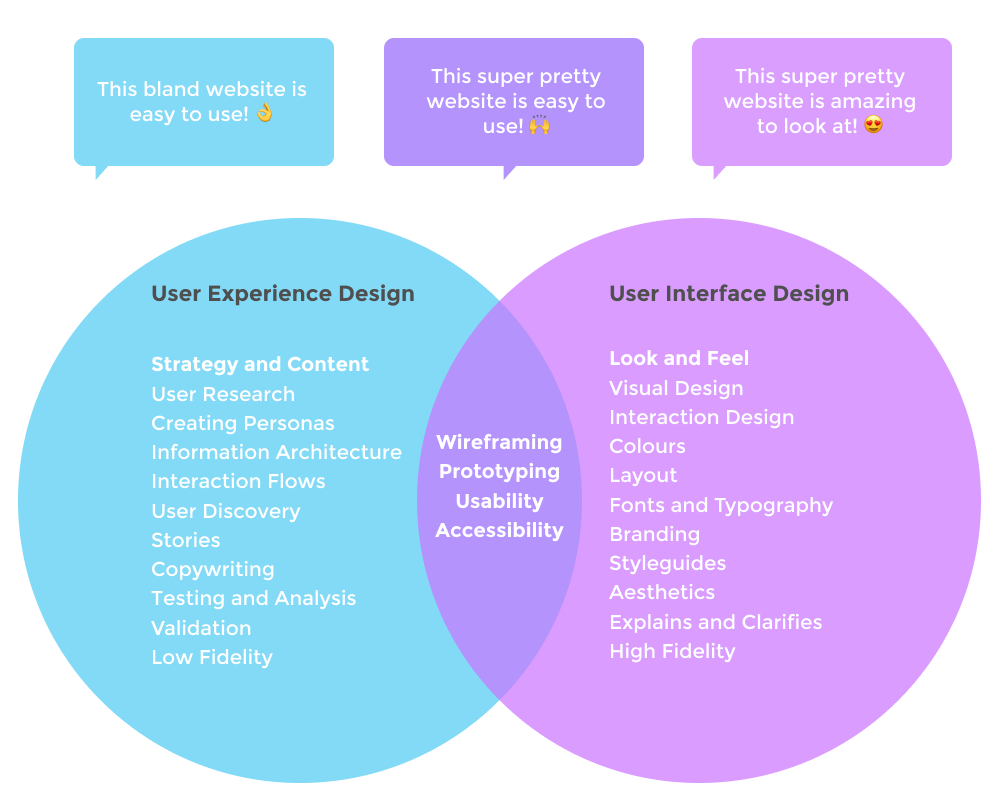 This bland website is
easy to use! 👌
This super pretty
website is easy to
use! 🙌
This super pretty
website is amazing
to look at! 😍
User Experience Design
Strategy and Content
User Research
Creating Personas
Information Architecture
Interaction Flows
User Discovery
Stories
Copywriting
Testing and Analysis
Validation
Low Fidelity
Wireframing
Prototyping
Usability
Accessibility
User Interface Design
Look and Feel
Visual Design
Interaction Design
Colours
Layout
Fonts and Typography
Branding
Styleguides
Aesthetics
Explains and Clarifies
High Fidelity